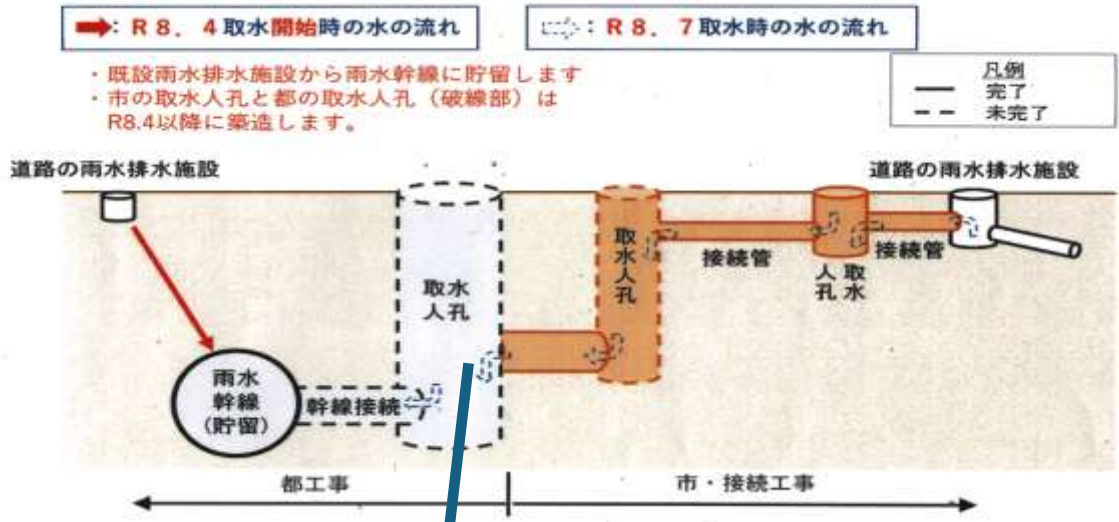 ：R8．4取水開始時の水の流れ
：R8．7取水時の水の流れ
・既設雨水排水施設から雨水幹線に貯留します
・市の取水人孔と都の取水人孔（破線部）は
R8.4以降に築造します。
凡例
完了
未完了
道路の雨水排水施設
道路の雨水排水施設
取水
人孔
取水人孔
接続管
取水
人孔
接続管
雨水
幹線
（貯留）
幹線接続
都工事
市・接続工事